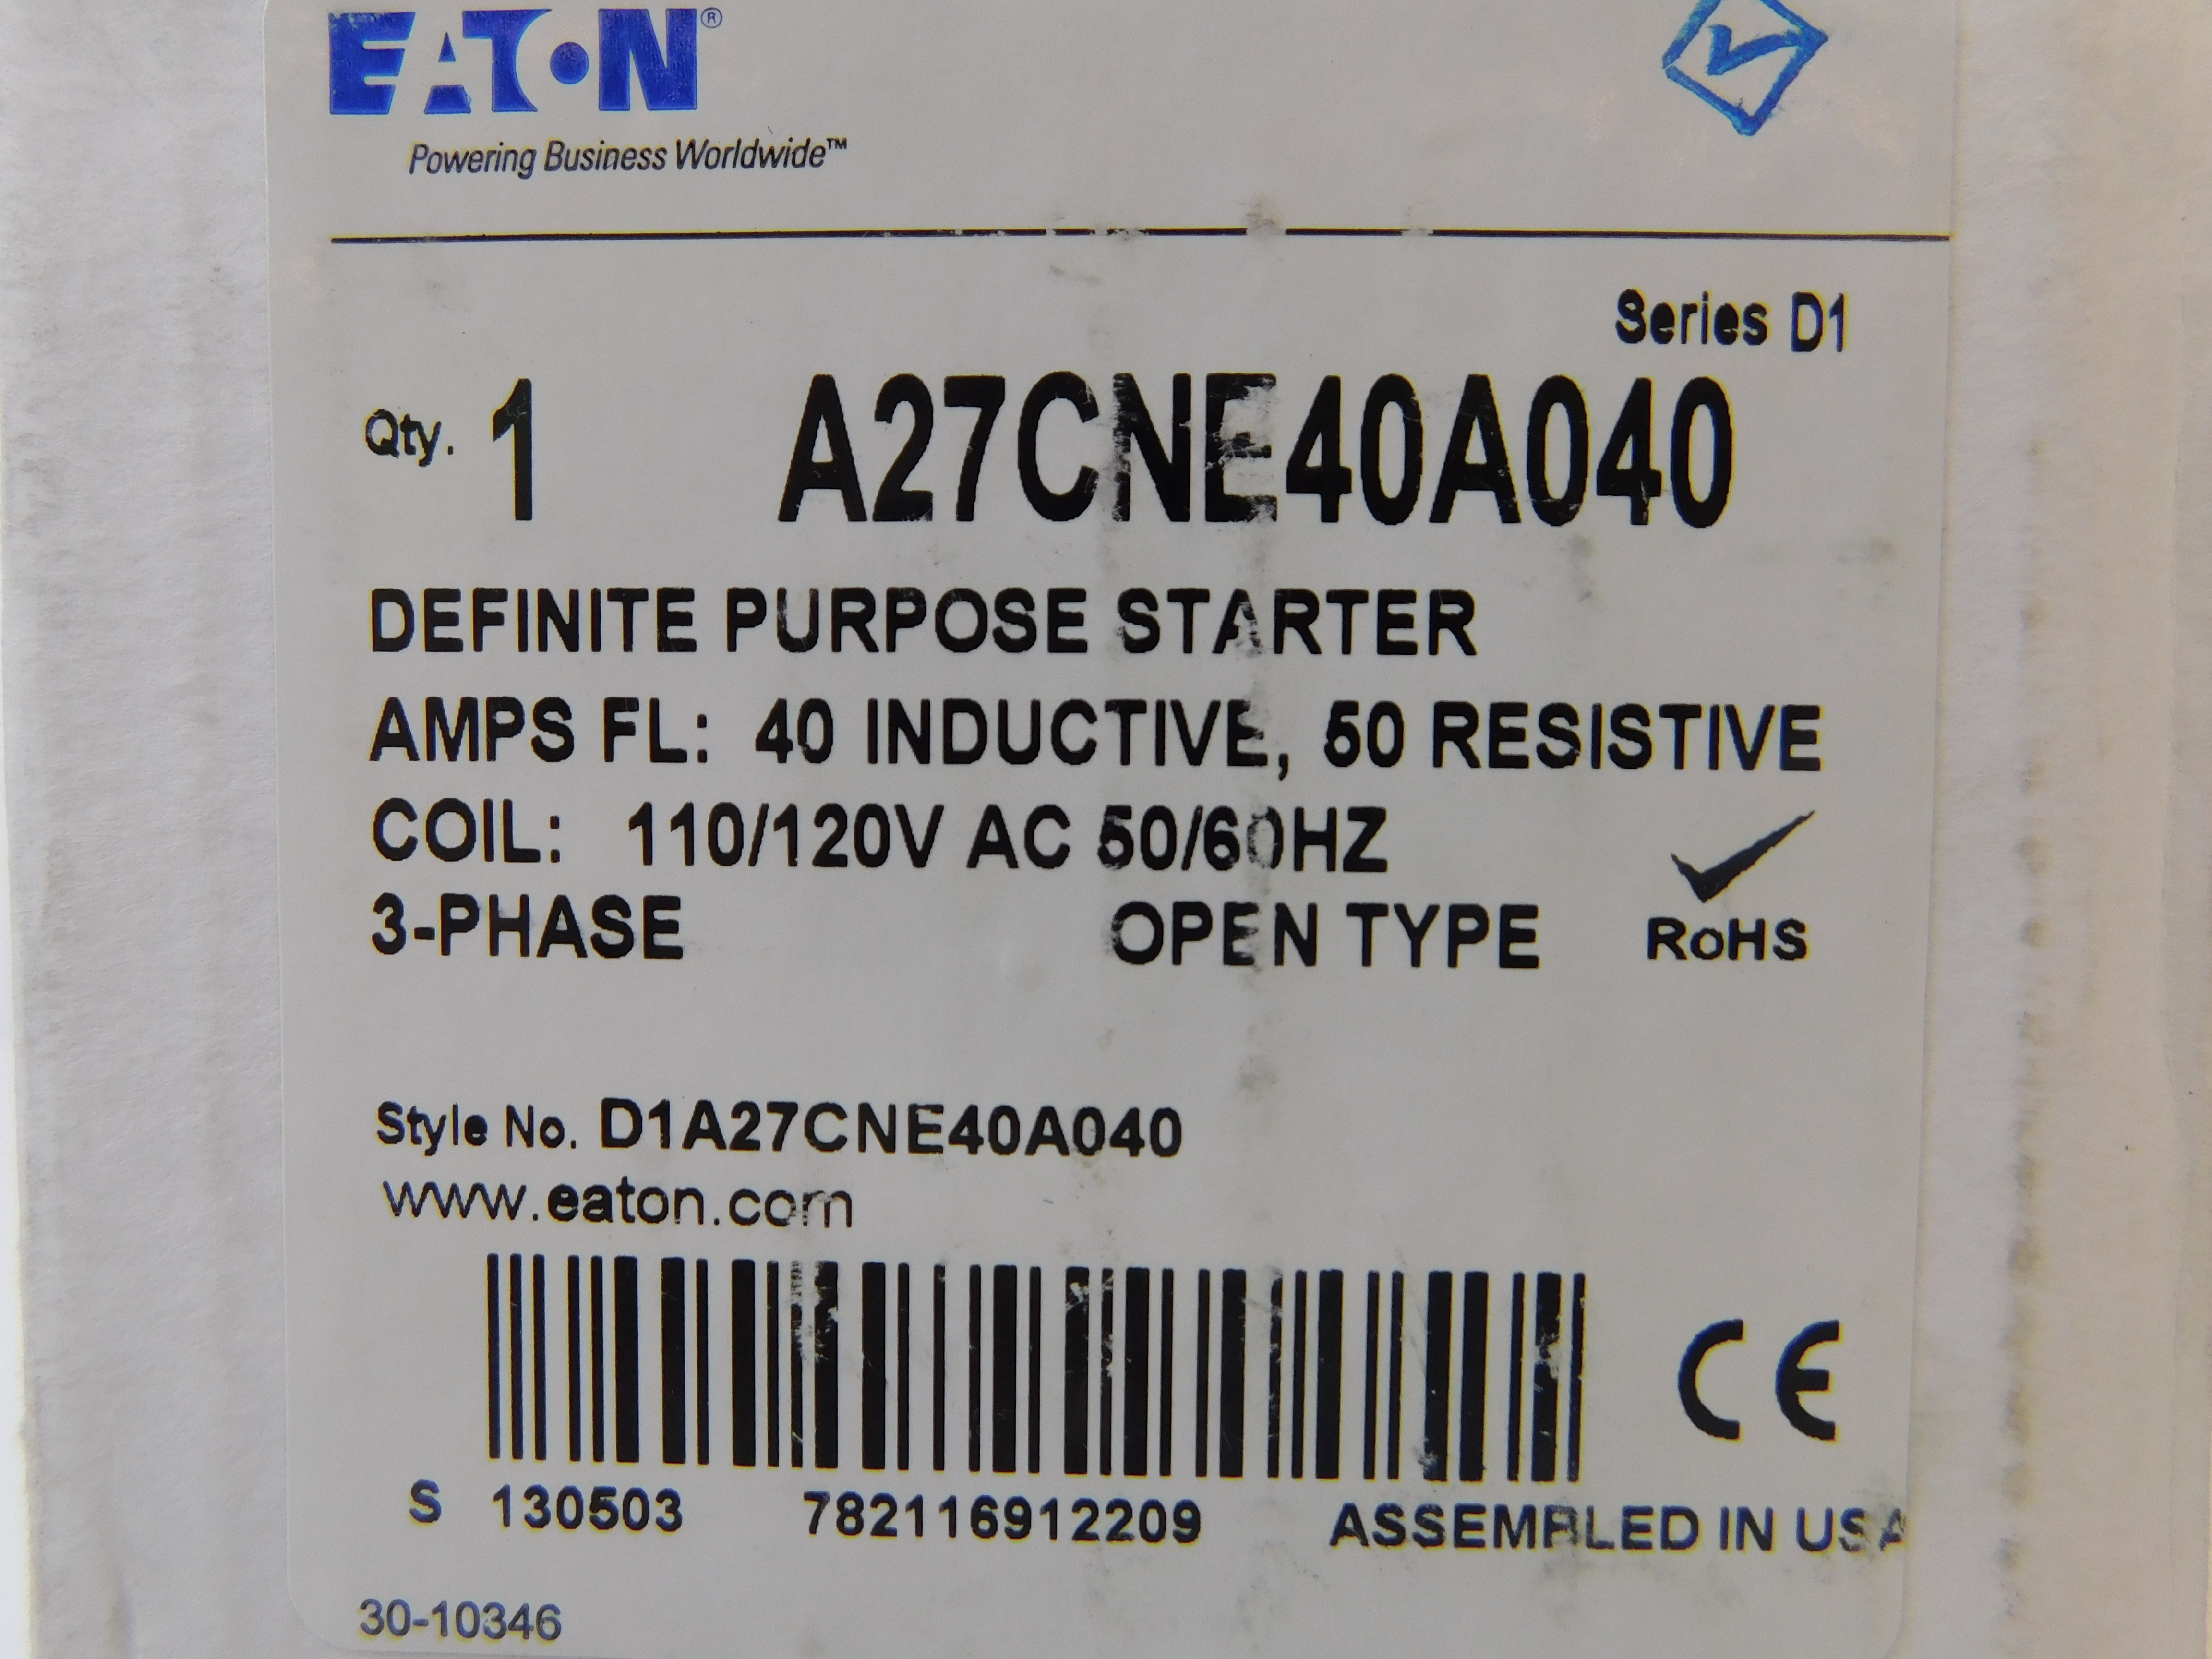 EATON®
Powering Business Worldwide™
Series D1
Qty. 1 A27CNE40A040
DEFINITE PURPOSE STARTER
AMPS FL: 40 INDUCTIVE, 50 RESISTIVE
COIL: 110/120V AC 50/60HZ
3-PHASE OPEN TYPE RoHS
Style No. D1A27CNE40A040
www.eaton.com
CE
S 130503 782116912209 ASSEMBLED IN USA
30-10346